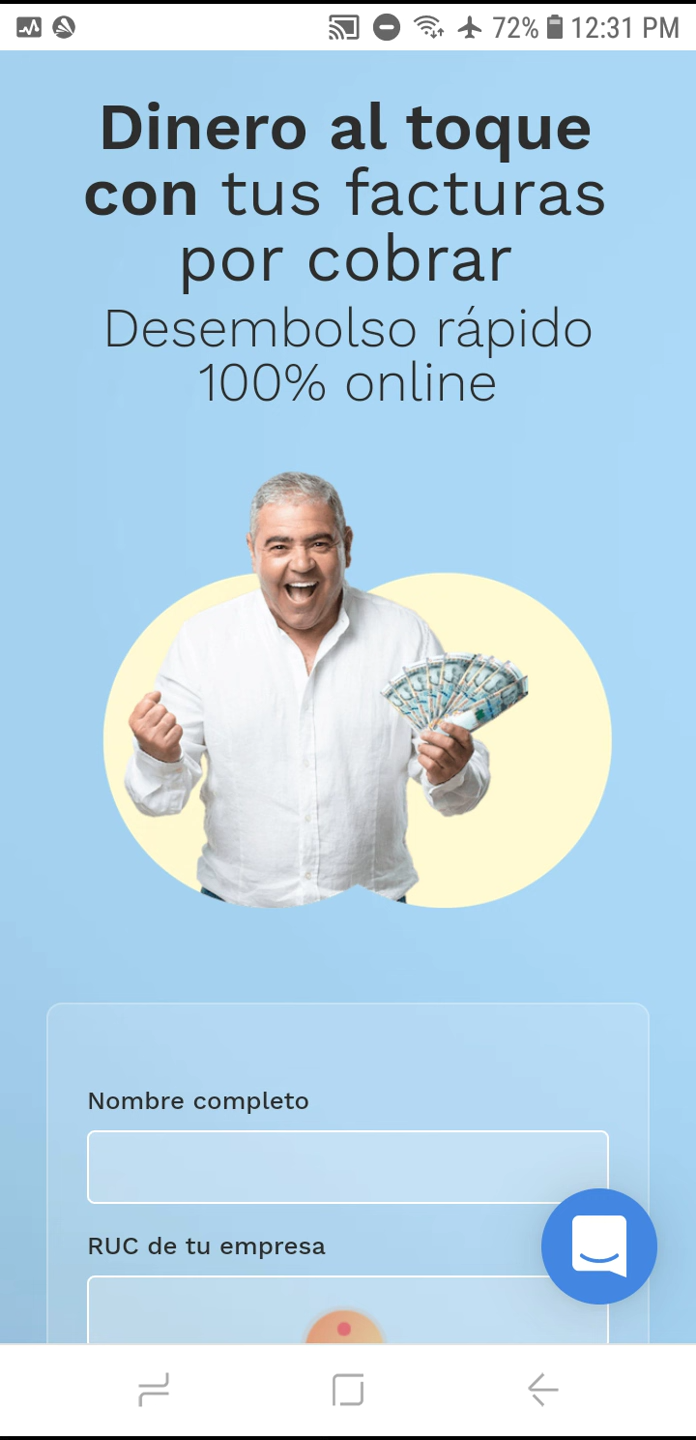 72% 12:31 PM
Dinero al toque
con tus facturas
por cobrar
Desembolso rápido
100% online
Nombre completo
RUC de tu empresa